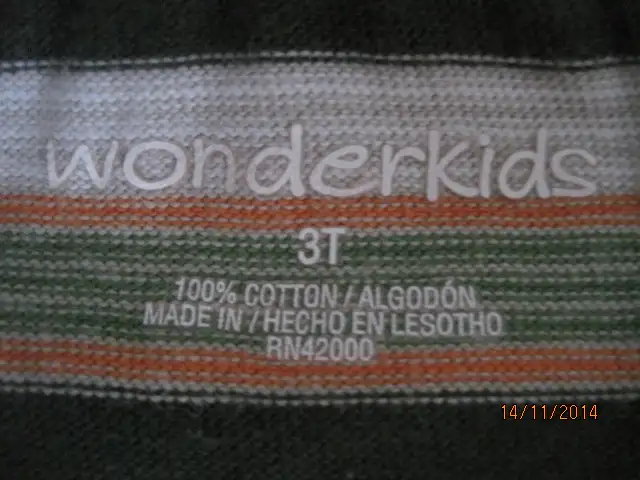 wonderkids
3T
100% COTTON / ALGODÓN
MADE IN / HECHO EN LESOTHO
RN42000
14/11/2014